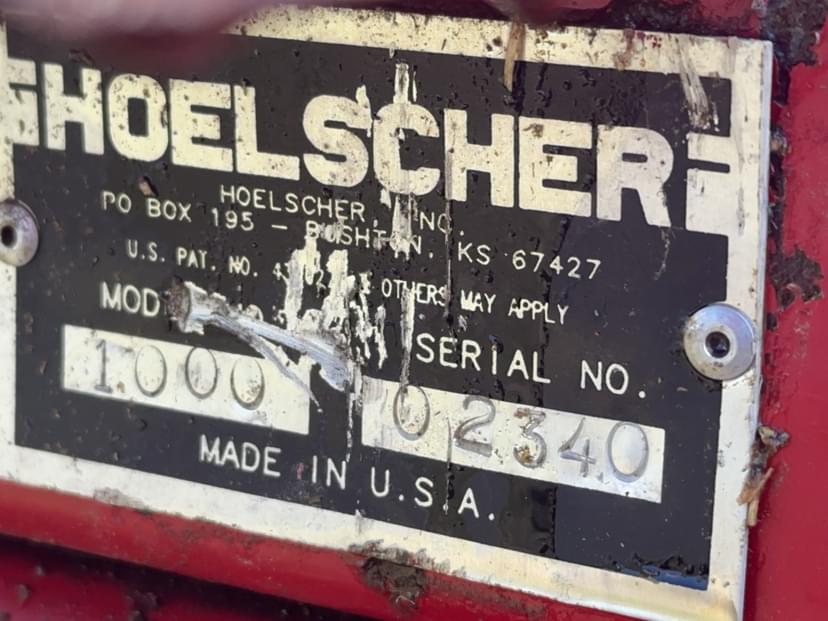 HOELSCHER
HOELSCHER, INC.
PO BOX 195 – BUSHTON, KS 67427
U.S. PAT. NO. OTHERS MAY APPLY
MOD SERIAL NO.
1000 02340
MADE IN U.S.A.